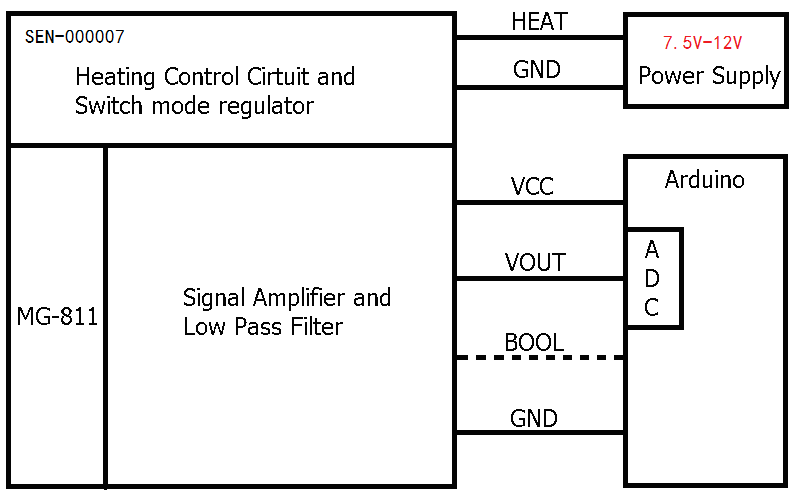 SEN-000007
Heating Control Cirtuit and
Switch mode regulator
MG-811
Signal Amplifier and
Low Pass Filter
HEAT
GND
7.5V-12V
Power Supply
VCC
VOUT
BOOL
GND
Arduino
A
D
C